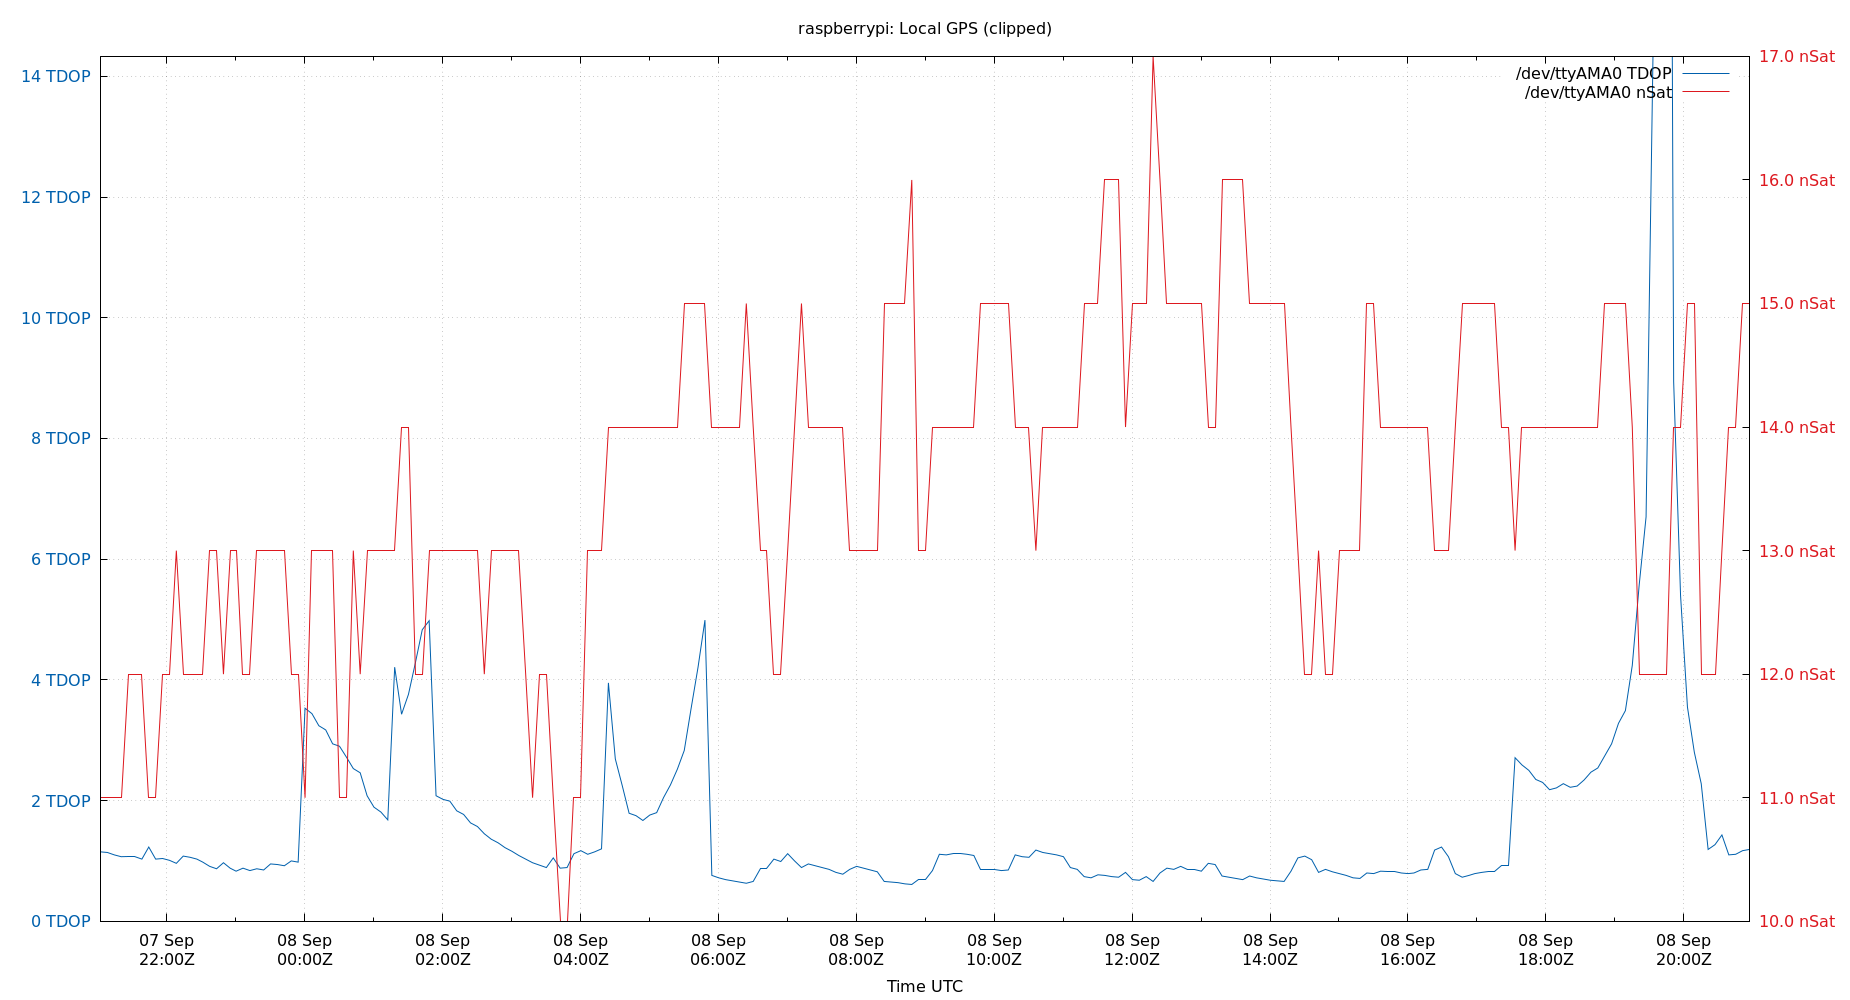 raspberrypi: Local GPS (clipped)
14 TDOP
12 TDOP
10 TDOP
8 TDOP
6 TDOP
4 TDOP
2 TDOP
0 TDOP
17.0 nSat
16.0 nSat
15.0 nSat
14.0 nSat
13.0 nSat
12.0 nSat
11.0 nSat
10.0 nSat
/dev/ttyAMA0 TDOP
/dev/ttyAMA0 nSat
07 Sep 08 Sep 08 Sep 08 Sep 08 Sep 08 Sep 08 Sep 08 Sep 08 Sep 08 Sep 08 Sep 08 Sep
22:00Z 00:00Z 02:00Z 04:00Z 06:00Z 08:00Z 10:00Z 12:00Z 14:00Z 16:00Z 18:00Z 20:00Z
Time UTC